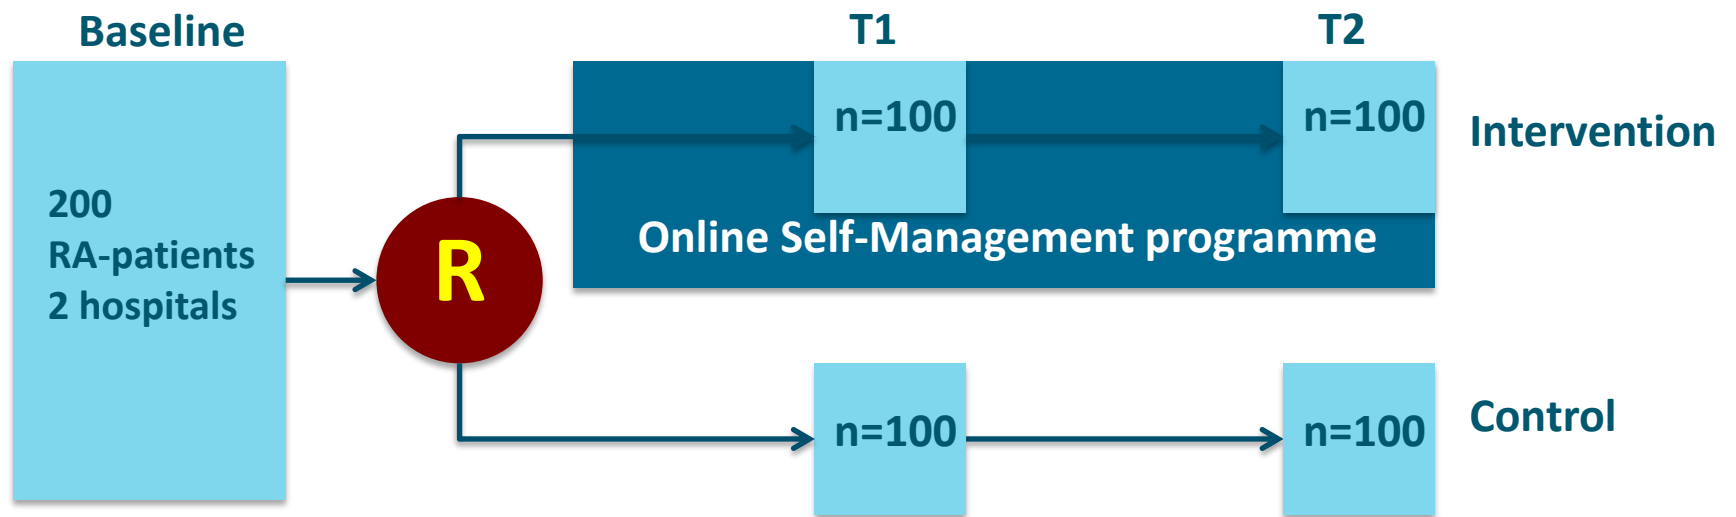 Baseline
T1
T2
200
RA-patients
2 hospitals
R
n=100
n=100
Intervention
Online Self-Management programme
n=100
n=100
Control